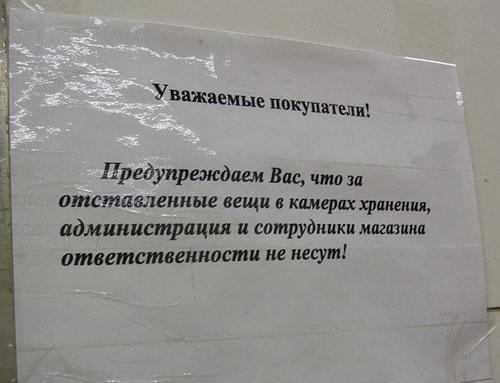 Уважаемые покупатели!
Предупреждаем Вас, что за
отставленные вещи в камерах хранения,
администрация и сотрудники магазина
ответственности не несут!